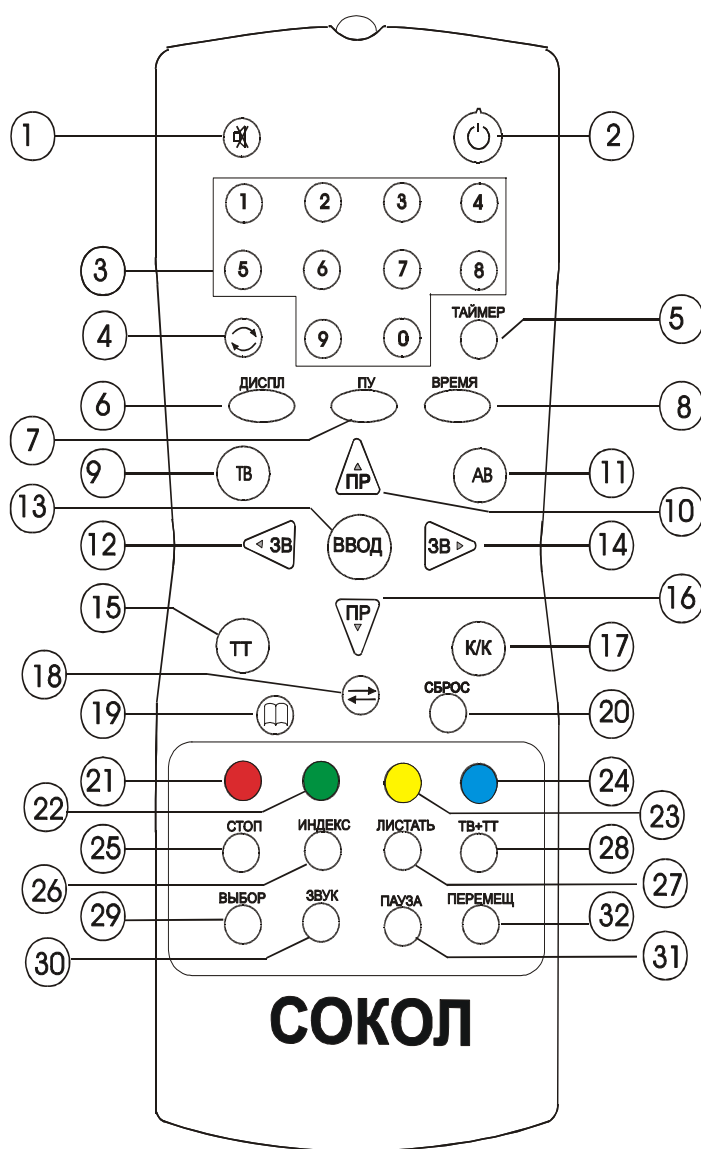 1 2
1 2 3 4
3 5 6 7 8
4 9 0 ТАЙМЕР 5
6 ДИСПЛ ПУ ВРЕМЯ 8
7
9 ТВ ПР АВ 11
13 10
12 ЗВ ВВОД ЗВ 14
15 ПР 16
ТТ К/К 17
18 СБРОС
19 20
21 24
22 23
25 СТОП ИНДЕКС ЛИСТАТЬ ТВ+ТТ 28
26 27
29 ВЫБОР ЗВУК ПАУЗА ПЕРЕМЕЩ 32
30 31
СОКОЛ